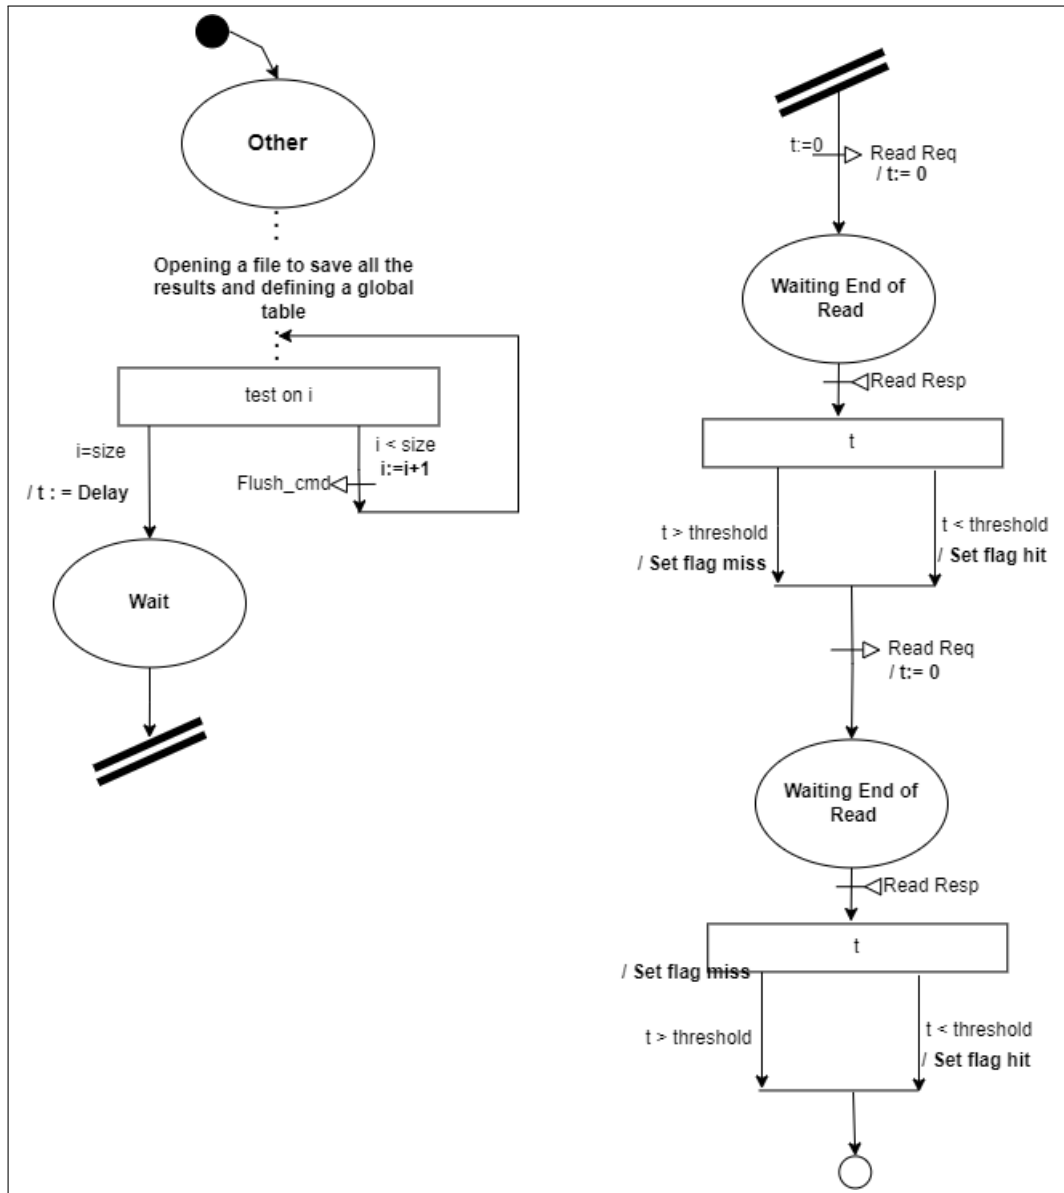 Other
Opening a file to save all the
results and defining a global
table
test on i
i=size
/ t : = Delay
i < size
i:=i+1
Flush_cmd
Wait
t:=0
Read Req
/ t:= 0
Waiting End of
Read
Read Resp
t
t > threshold
/ Set flag miss
t < threshold
/ Set flag hit
Read Req
/ t:= 0
Waiting End of
Read
Read Resp
t
/ Set flag miss
t > threshold
t < threshold
/ Set flag hit